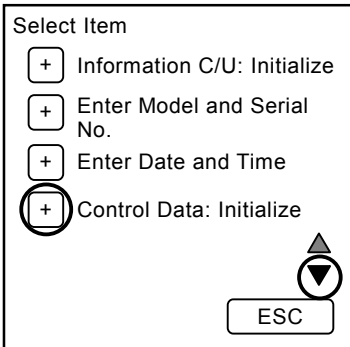 Select Item
+ Information C/U: Initialize
+ Enter Model and Serial
No.
+ Enter Date and Time
+ Control Data: Initialize
ESC